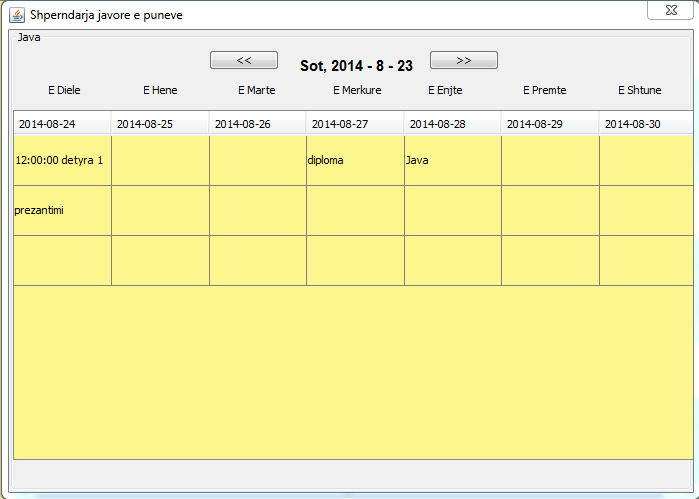 Shperndarja javore e puneve
Java
<< Sot, 2014 - 8 - 23 >>
E Diele E Hene E Marte E Merkure E Enjte E Premte E Shtune
2014-08-24 2014-08-25 2014-08-26 2014-08-27 2014-08-28 2014-08-29 2014-08-30
12:00:00 detyra 1 diploma Java
prezantimi